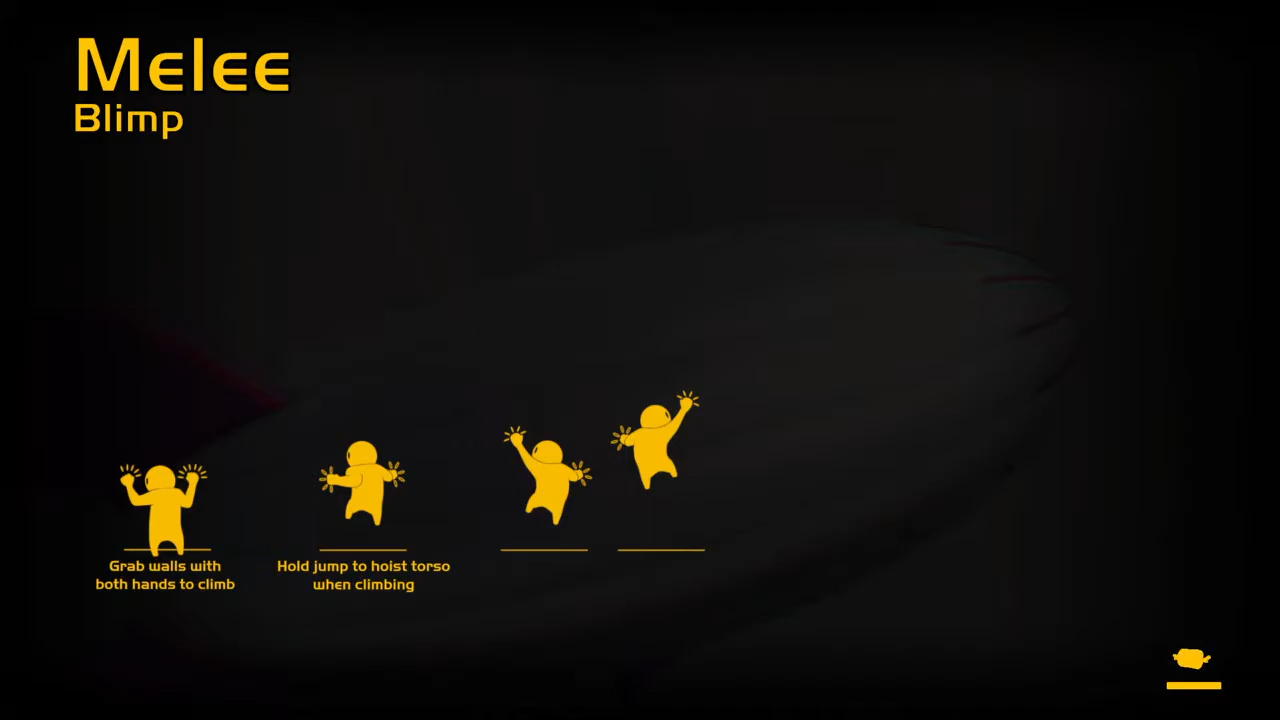 Melee
Blimp
Grab walls with
both hands to climb
Hold jump to hoist torso
when climbing